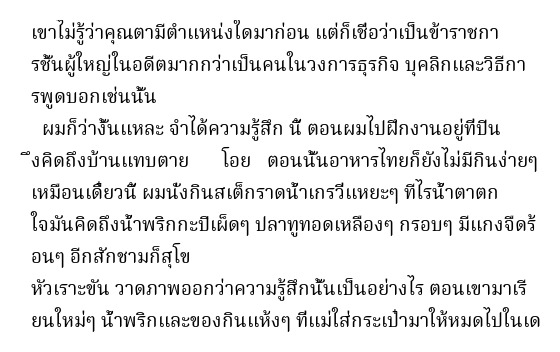 เขาไม่รู้ว่าคุณตามีตำแหน่งใดมาก่อน แต่ก็เชื่อว่าเป็นข้าราชกา
รชั้นผู้ใหญ่ในอดีตมากกว่าเป็นคนในวงการธุรกิจ บุคลิกและวิธีกา
รพูดบอกเช่นนั้น
ผมก็ว่างั้นแหละ จำได้ความรู้สึก นี้ ตอนผมไปฝึกงานอยู่ที่ปีน
ึงคิดถึงบ้านแทบตาย โอย ตอนนั้นอาหารไทยก็ยังไม่มีกินง่ายๆ
เหมือนเดี๋ยวนี้ ผมนั่งกินสเต็กราดน้ำเกรวี่แหยะๆ ทีไรน้ำตาตก
ใจมันคิดถึงน้ำพริกกะปิเผ็ดๆ ปลาทูทอดเหลืองๆ กรอบๆ มีแกงจืดร้
อนๆ อีกสักชามก็สุโข
หัวเราะขัน วาดภาพออกว่าความรู้สึกนั้นเป็นอย่างไร ตอนเขามาเรี
ยนใหม่ๆ น้ำพริกและของกินแห้งๆ ที่แม่ใส่กระเป๋ามาให้หมดไปในเด